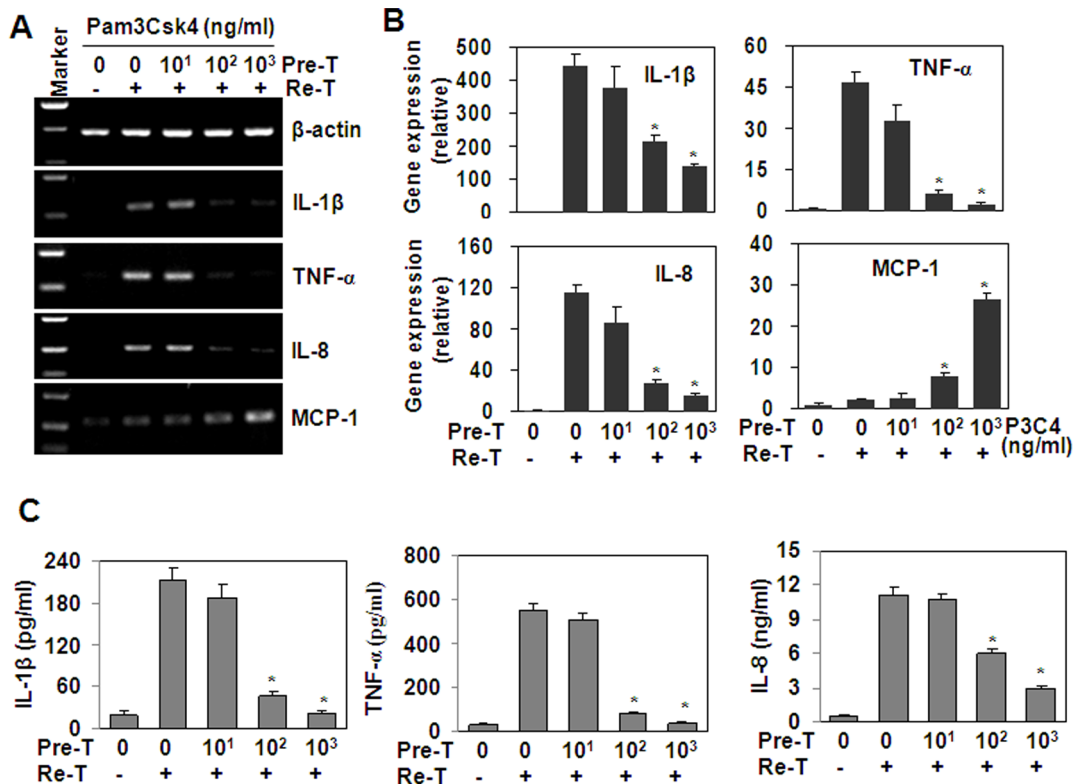 A
Pam3Csk4 (ng/ml)
Marker
0 0 10¹ 10² 10³ Pre-T
- + + + + Re-T
β-actin
IL-1β
TNF-α
IL-8
MCP-1
B
Gene expression
(relative)
500
400
300
200
100
0
IL-1β
* *
60
45
30
15
0
TNF-α
* *
Gene expression
(relative)
160
120
80
40
0
IL-8
* *
Pre-T 0 0 10¹ 10² 10³
Re-T - + + + +
40
30
20
10
0
MCP-1
* *
0 0 10¹ 10² 10³ P3C4
- + + + + (ng/ml)
C
IL-1β (pg/ml)
240
180
120
60
0
* *
Pre-T 0 0 10¹ 10² 10³
Re-T - + + + +
TNF-α (pg/ml)
800
600
400
200
0
* *
Pre-T 0 0 10¹ 10² 10³
Re-T - + + + +
IL-8 (ng/ml)
15
12
9
6
3
0
* *
Pre-T 0 0 10¹ 10² 10³
Re-T - + + + +